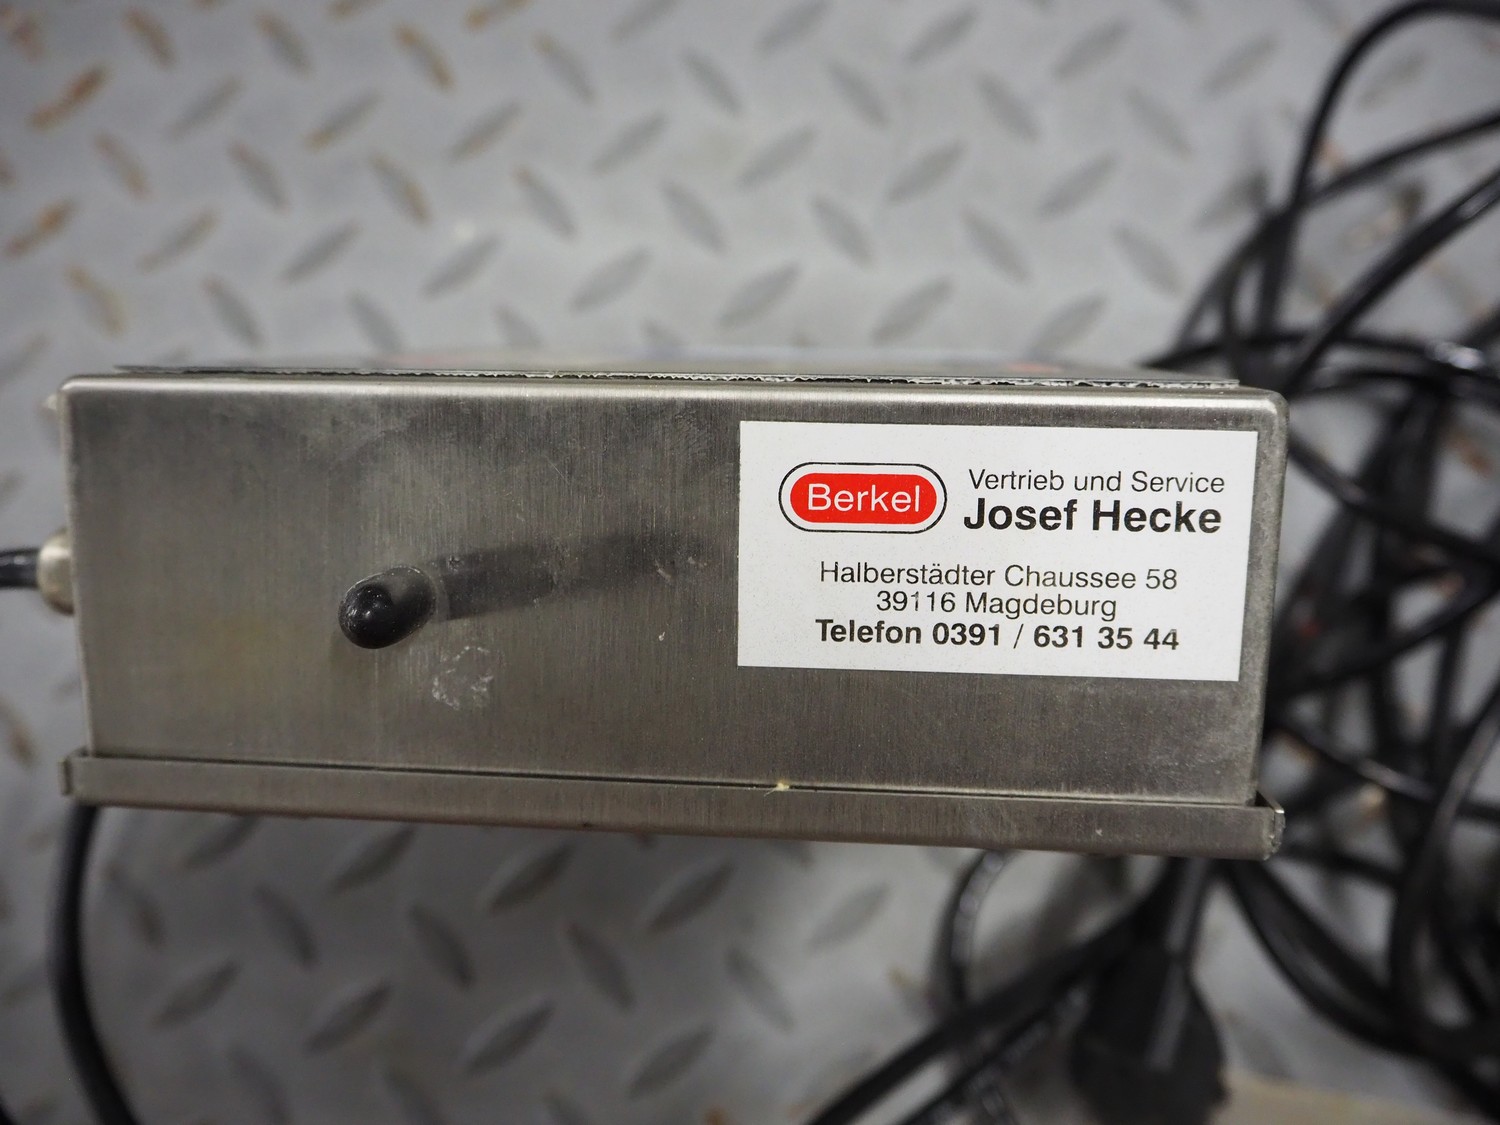 Berkel
Vertrieb und Service
Josef Hecke
Halberstädter Chaussee 58
39116 Magdeburg
Telefon 0391 / 631 35 44